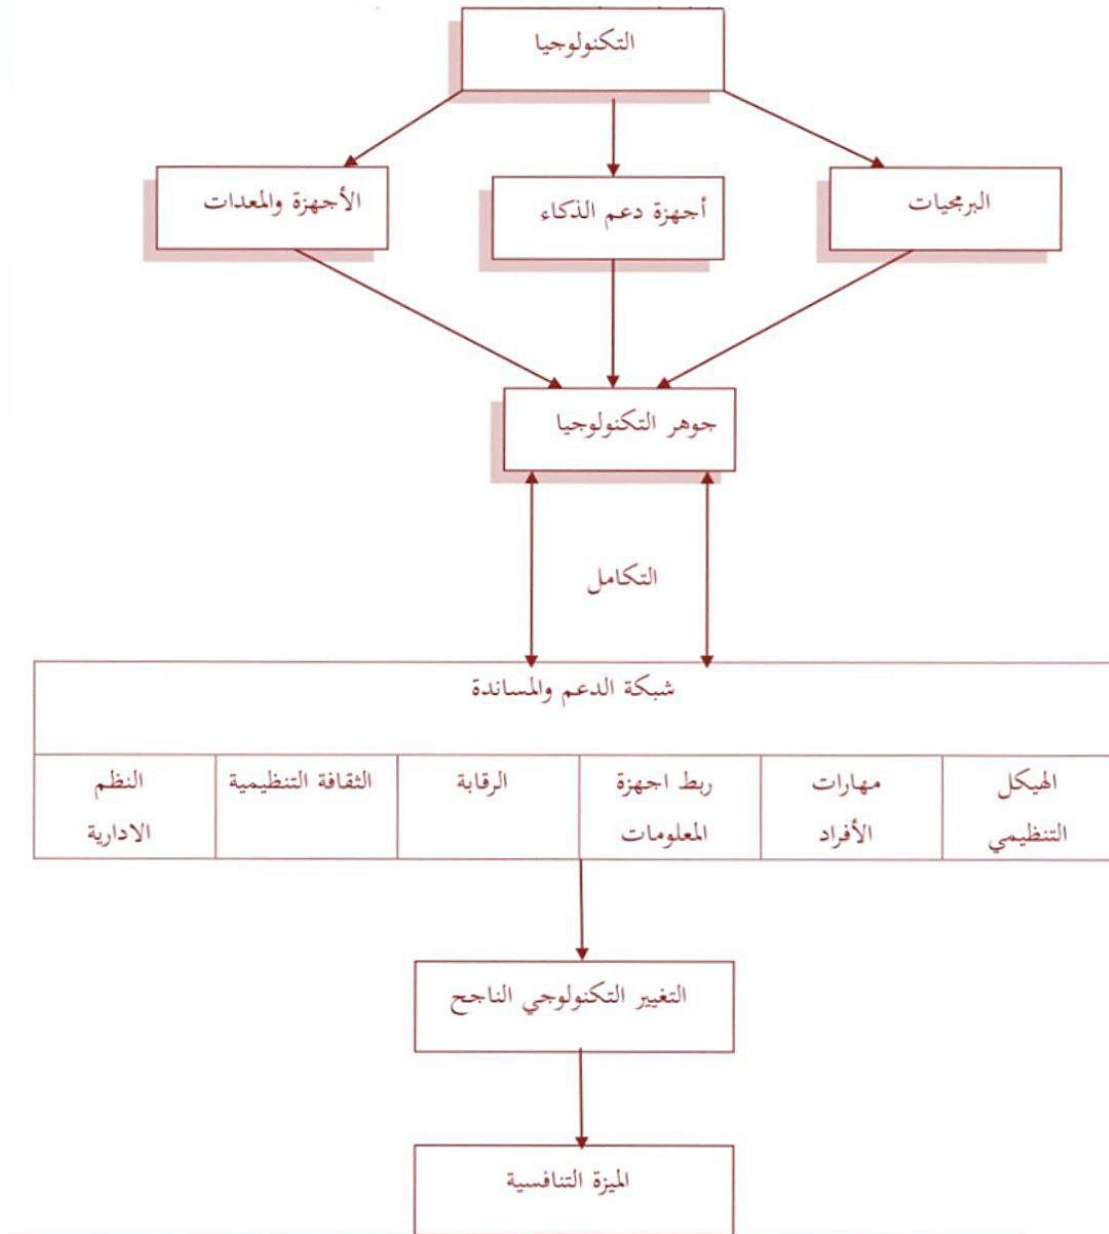 التكنولوجيا
البرمجيات
أجهزة دعم الذكاء
الأجهزة والمعدات
جوهر التكنولوجيا
التكامل
شبكة الدعم والمساندة
الهيكل
التنظيمي
مهارات
الأفراد
ربط اجهزة
المعلومات
الرقابة
الثقافة التنظيمية
النظم
الادارية
التغيير التكنولوجي الناجح
الميزة التنافسية